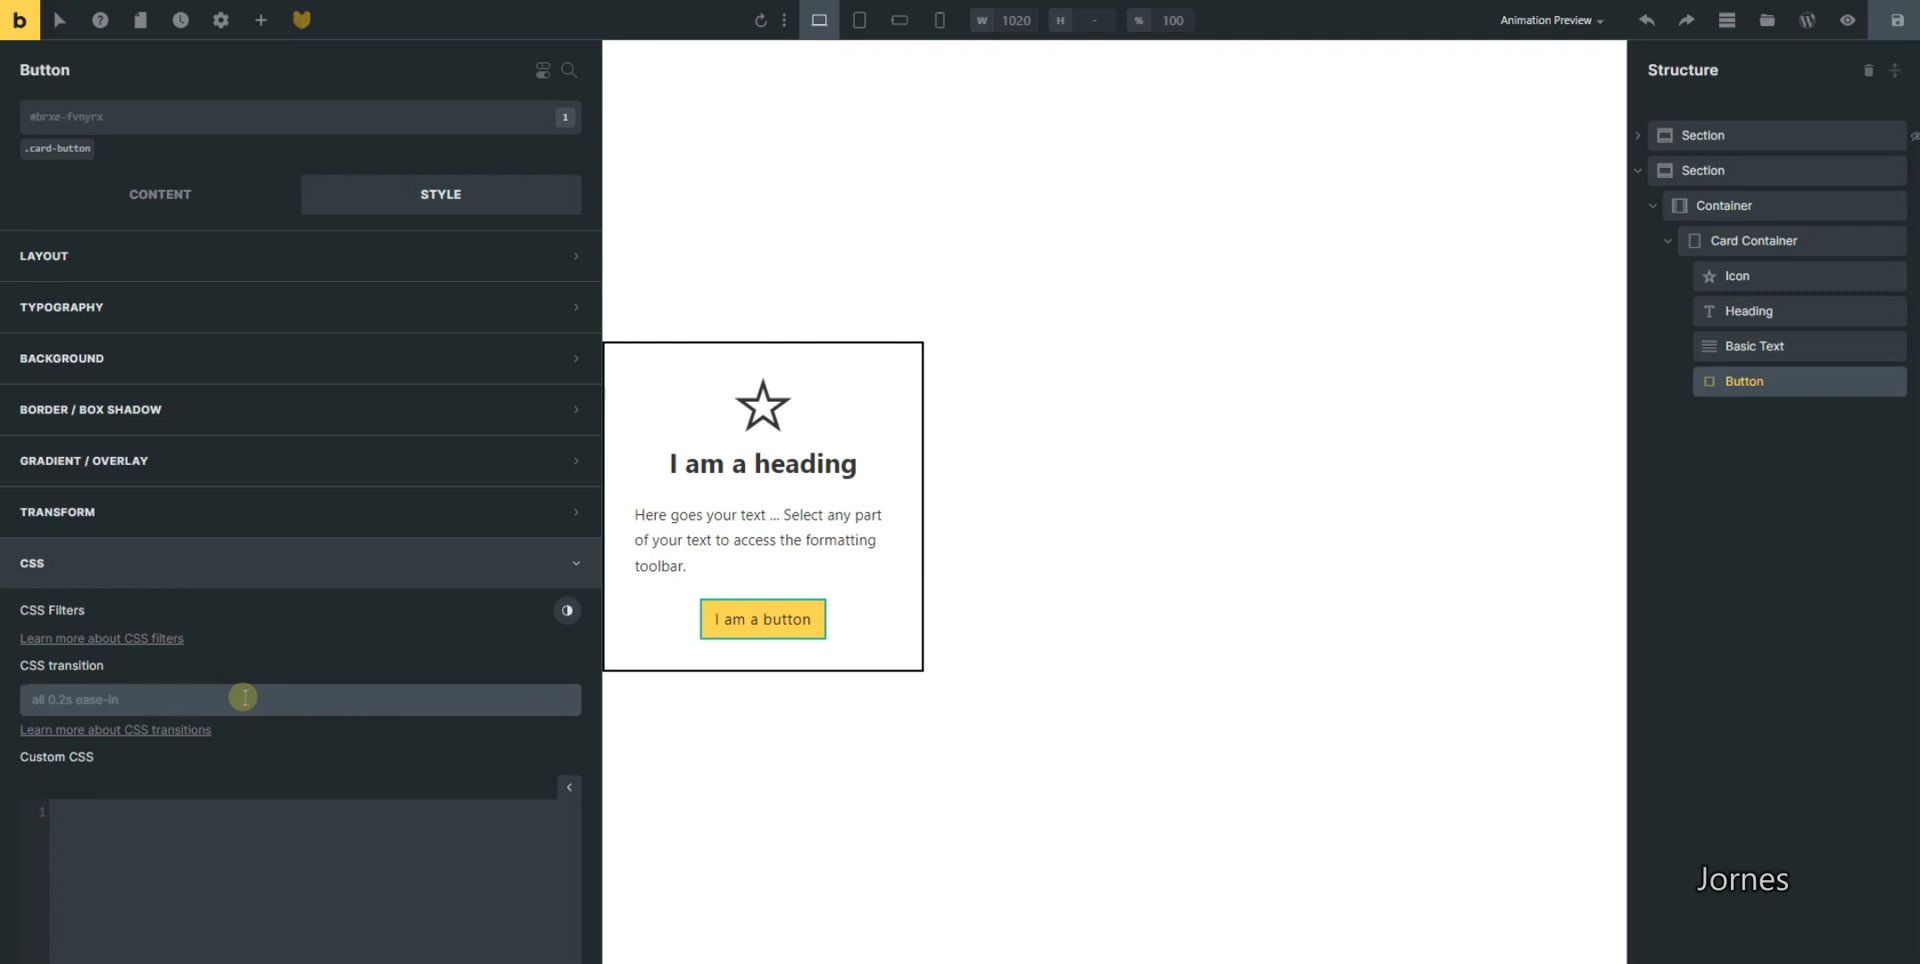 b
W 1020 H - % 100
Animation Preview
Button
#brxe-fvnyrx 1
.card-button
CONTENT STYLE
LAYOUT
TYPOGRAPHY
BACKGROUND
BORDER / BOX SHADOW
GRADIENT / OVERLAY
TRANSFORM
CSS
CSS Filters
Learn more about CSS filters
CSS transition
all 0.2s ease-in
Learn more about CSS transitions
Custom CSS
1
I am a heading
Here goes your text ... Select any part
of your text to access the formatting
toolbar.
I am a button
Structure
Section
Section
Container
Card Container
Icon
Heading
Basic Text
Button
Jornes